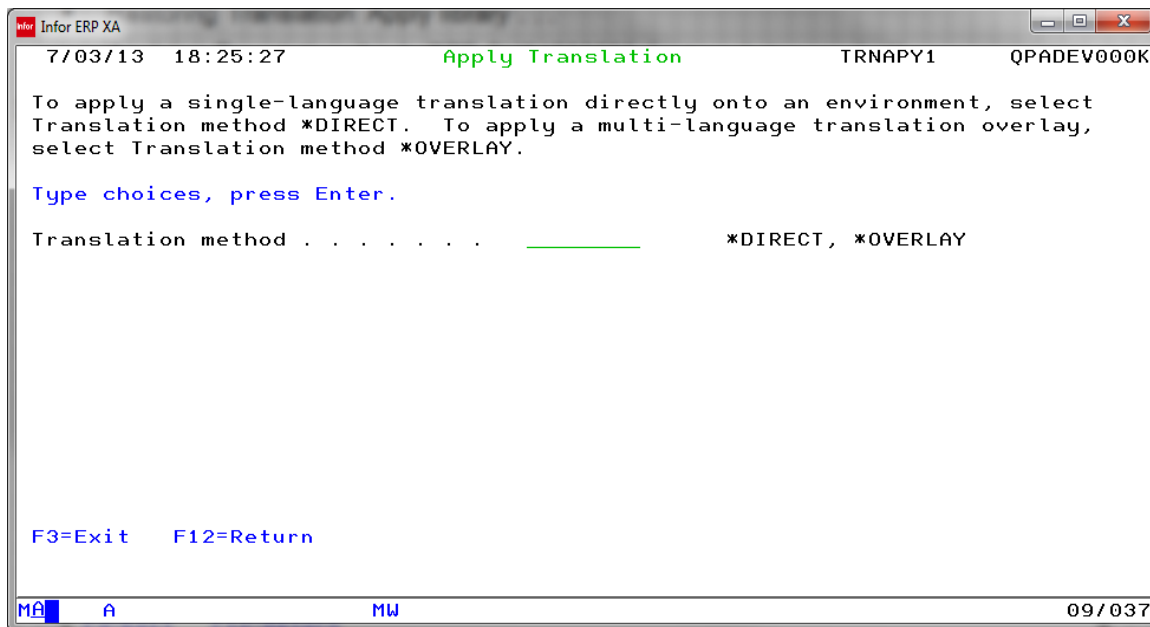 infor Infor ERP XA
7/03/13 18:25:27 Apply Translation TRNAPY1 QPADEV000K
To apply a single-language translation directly onto an environment, select
Translation method *DIRECT. To apply a multi-language translation overlay,
select Translation method *OVERLAY.
Type choices, press Enter.
Translation method . . . . . . . ________ *DIRECT, *OVERLAY
F3=Exit F12=Return
MA A MW 09/037